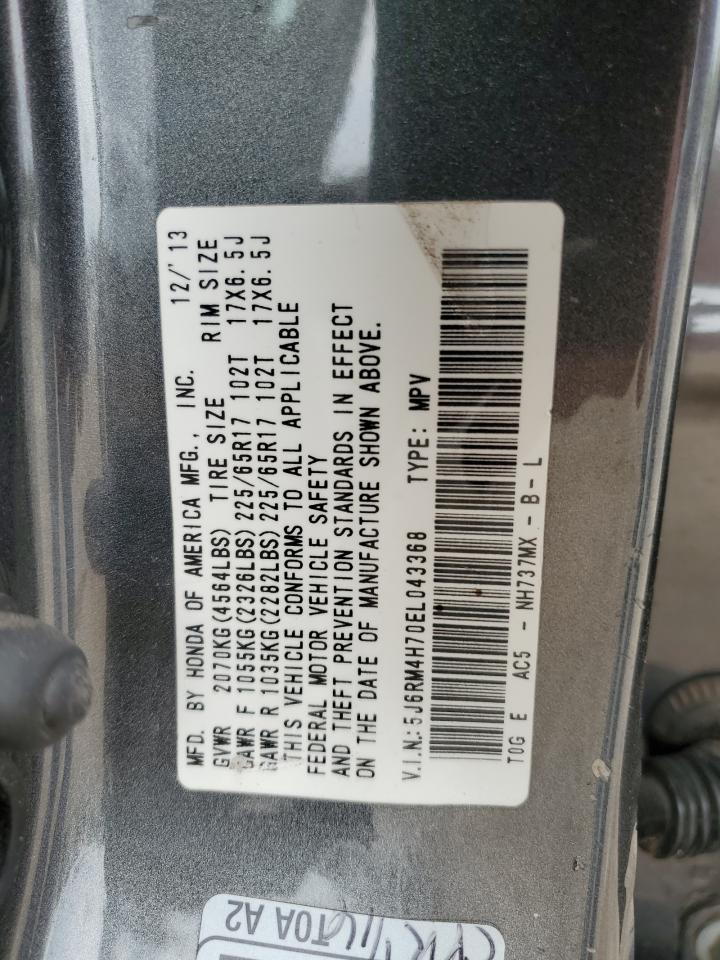 MFD. BY HONDA OF AMERICA MFG., INC. 12/'13
GVWR 2070KG(4564LBS) TIRE SIZE RIM SIZE
GAWR F 1055KG(2326LBS) 225/65R17 102T 17X6.5J
GAWR R 1035KG(2282LBS) 225/65R17 102T 17X6.5J
THIS VEHICLE CONFORMS TO ALL APPLICABLE
FEDERAL MOTOR VEHICLE SAFETY
AND THEFT PREVENTION STANDARDS IN EFFECT
ON THE DATE OF MANUFACTURE SHOWN ABOVE.
V.I.N.: 5J6RM4H70EL043368 TYPE: MPV
T0G E AC5 - NH737MX - B - L
T0A A2